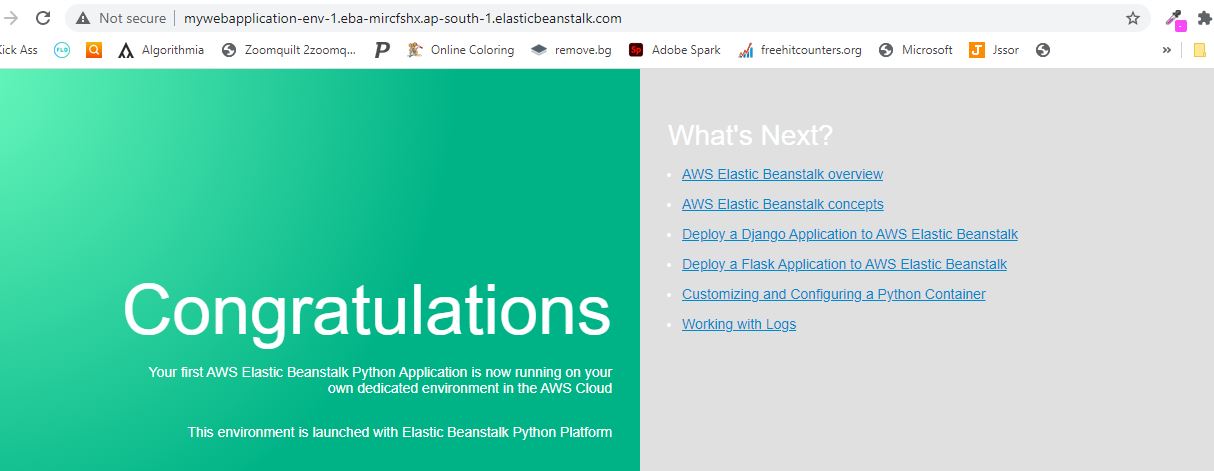 Not secure | mywebapplication-env-1.eba-mircfshx.ap-south-1.elasticbeanstalk.com
Kick Ass FLD Algorithmia Zoomquilt 2zoomq... P Online Coloring remove.bg Sp Adobe Spark freehitcounters.org Microsoft J Jssor »
Congratulations
Your first AWS Elastic Beanstalk Python Application is now running on your
own dedicated environment in the AWS Cloud
This environment is launched with Elastic Beanstalk Python Platform
What's Next?
AWS Elastic Beanstalk overview
AWS Elastic Beanstalk concepts
Deploy a Django Application to AWS Elastic Beanstalk
Deploy a Flask Application to AWS Elastic Beanstalk
Customizing and Configuring a Python Container
Working with Logs